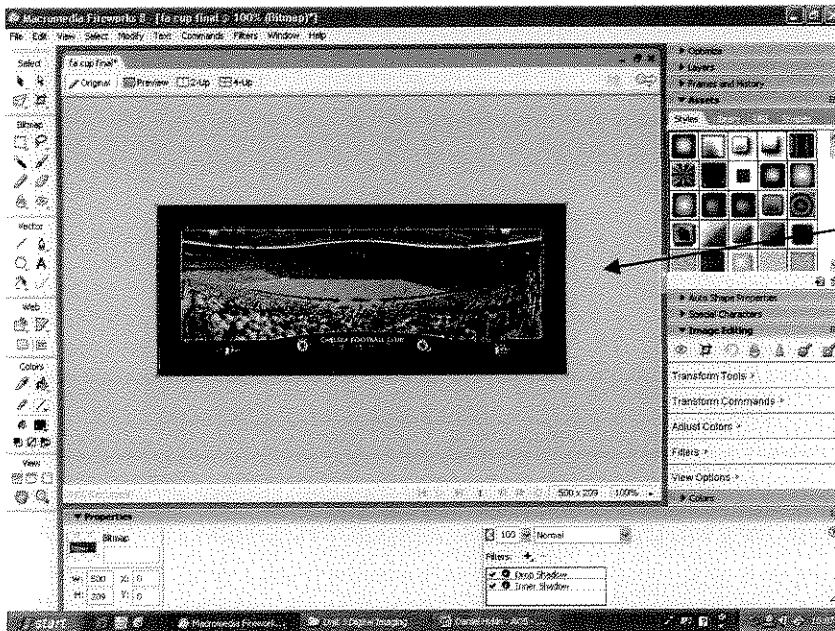 Macromedia Fireworks 8 - [fa cup final @ 100% (Bitmap)*]
File Edit View Select Modify Text Commands Filters Window Help
Select
fa cup final*
Original Preview 2-Up 4-Up
Bitmap
Vector
Web
Colors
View
CHELSEA FOOTBALL CLUB
500 x 209 100%
Optimize
Layers
Frames and History
Assets
Styles
Auto Shape Properties
Special Characters
Image Editing
Transform Tools
Transform Commands
Adjust Colors
Filters
View Options
Colors
Properties
Bitmap
W: 500 X: 0
H: 209 Y: 0
100 Normal
Filters:
Drop Shadow
Inner Shadow
start
Macromedia Firework...
Unit 3 Digital Imaging